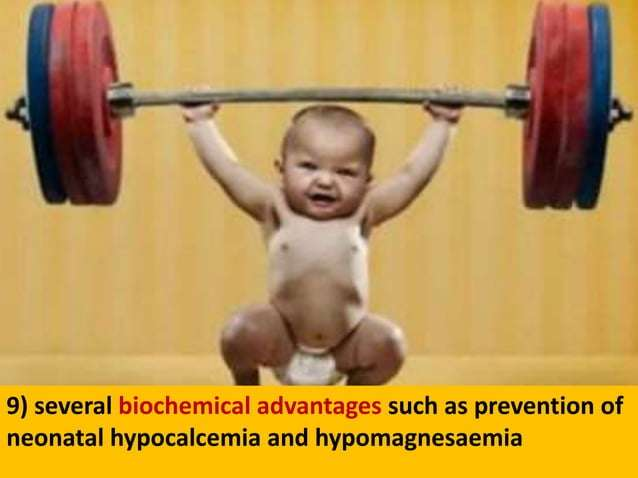 9) several biochemical advantages such as prevention of
neonatal hypocalcemia and hypomagnesaemia